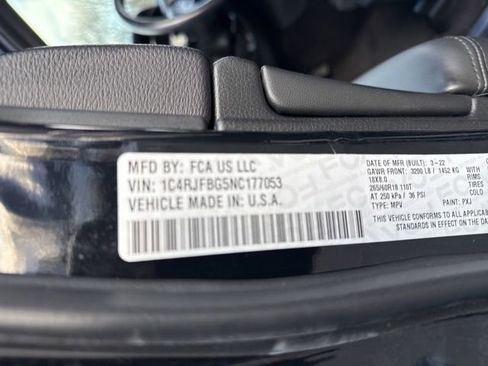 MFD BY: FCA US LLC
VIN: 1C4RJFBG5NC177053
VEHICLE MADE IN: U.S.A.
DATE OF MFR (BUILT): 3-22
GAWR FRONT: 3200 LB / 1452 KG
18X8.0
265/60R18 110T
AT 250 kPa / 36 PSI
TYPE: MPV PAINT: PXJ
WITH
RIMS
TIRES
COLD
THIS VEHICLE CONFORMS TO ALL APPLICABLE
STANDARDS IN EFFECT ON THE D